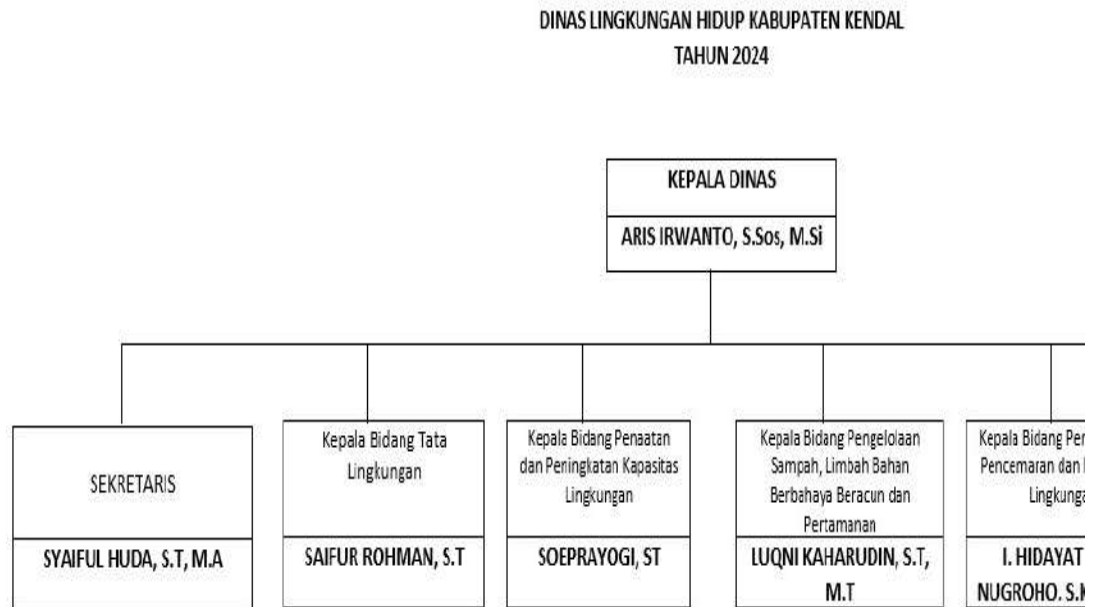 DINAS LINGKUNGAN HIDUP KABUPATEN KENDAL
TAHUN 2024
KEPALA DINAS
ARIS IRWANTO, S.Sos, M.Si
SEKRETARIS
SYAIFUL HUDA, S.T, M.A
Kepala Bidang Tata
Lingkungan
SAIFUR ROHMAN, S.T
Kepala Bidang Penaatan
dan Peringkatan Kapasitas
Lingkungan
SOEPRAYOGI, ST
Kepala Bidang Pengelolaan
Sampah, Limbah Bahan
Berbahaya Beracun dan
Pertamanan
LUQNI KAHARUDIN, S.T,
M.T
Kepala Bidang
Pencemaran dan
I. HIDAYAT
NUGROHO.